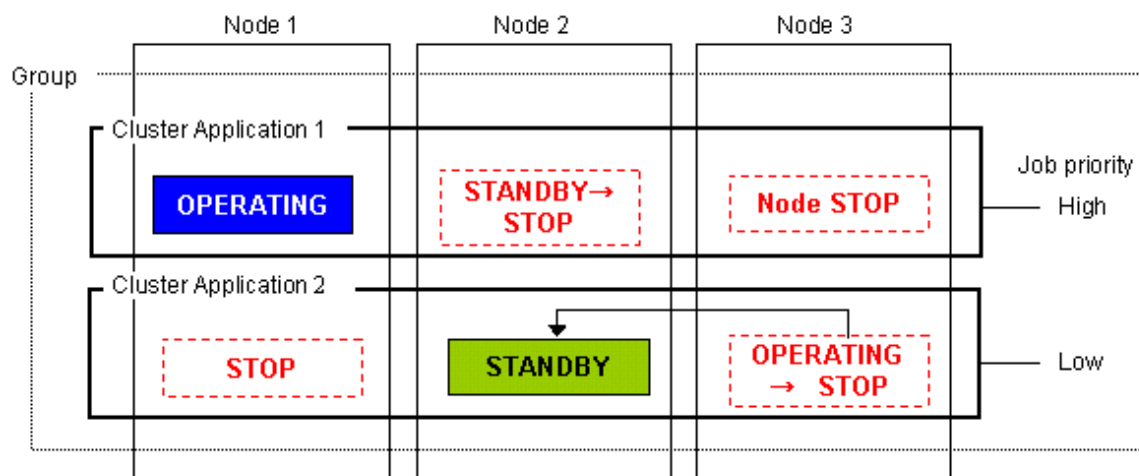 Node 1
Node 2
Node 3
Group
Cluster Application 1
Job priority
OPERATING
STANDBY→
STOP
Node STOP
High
Cluster Application 2
STOP
STANDBY
OPERATING
→ STOP
Low